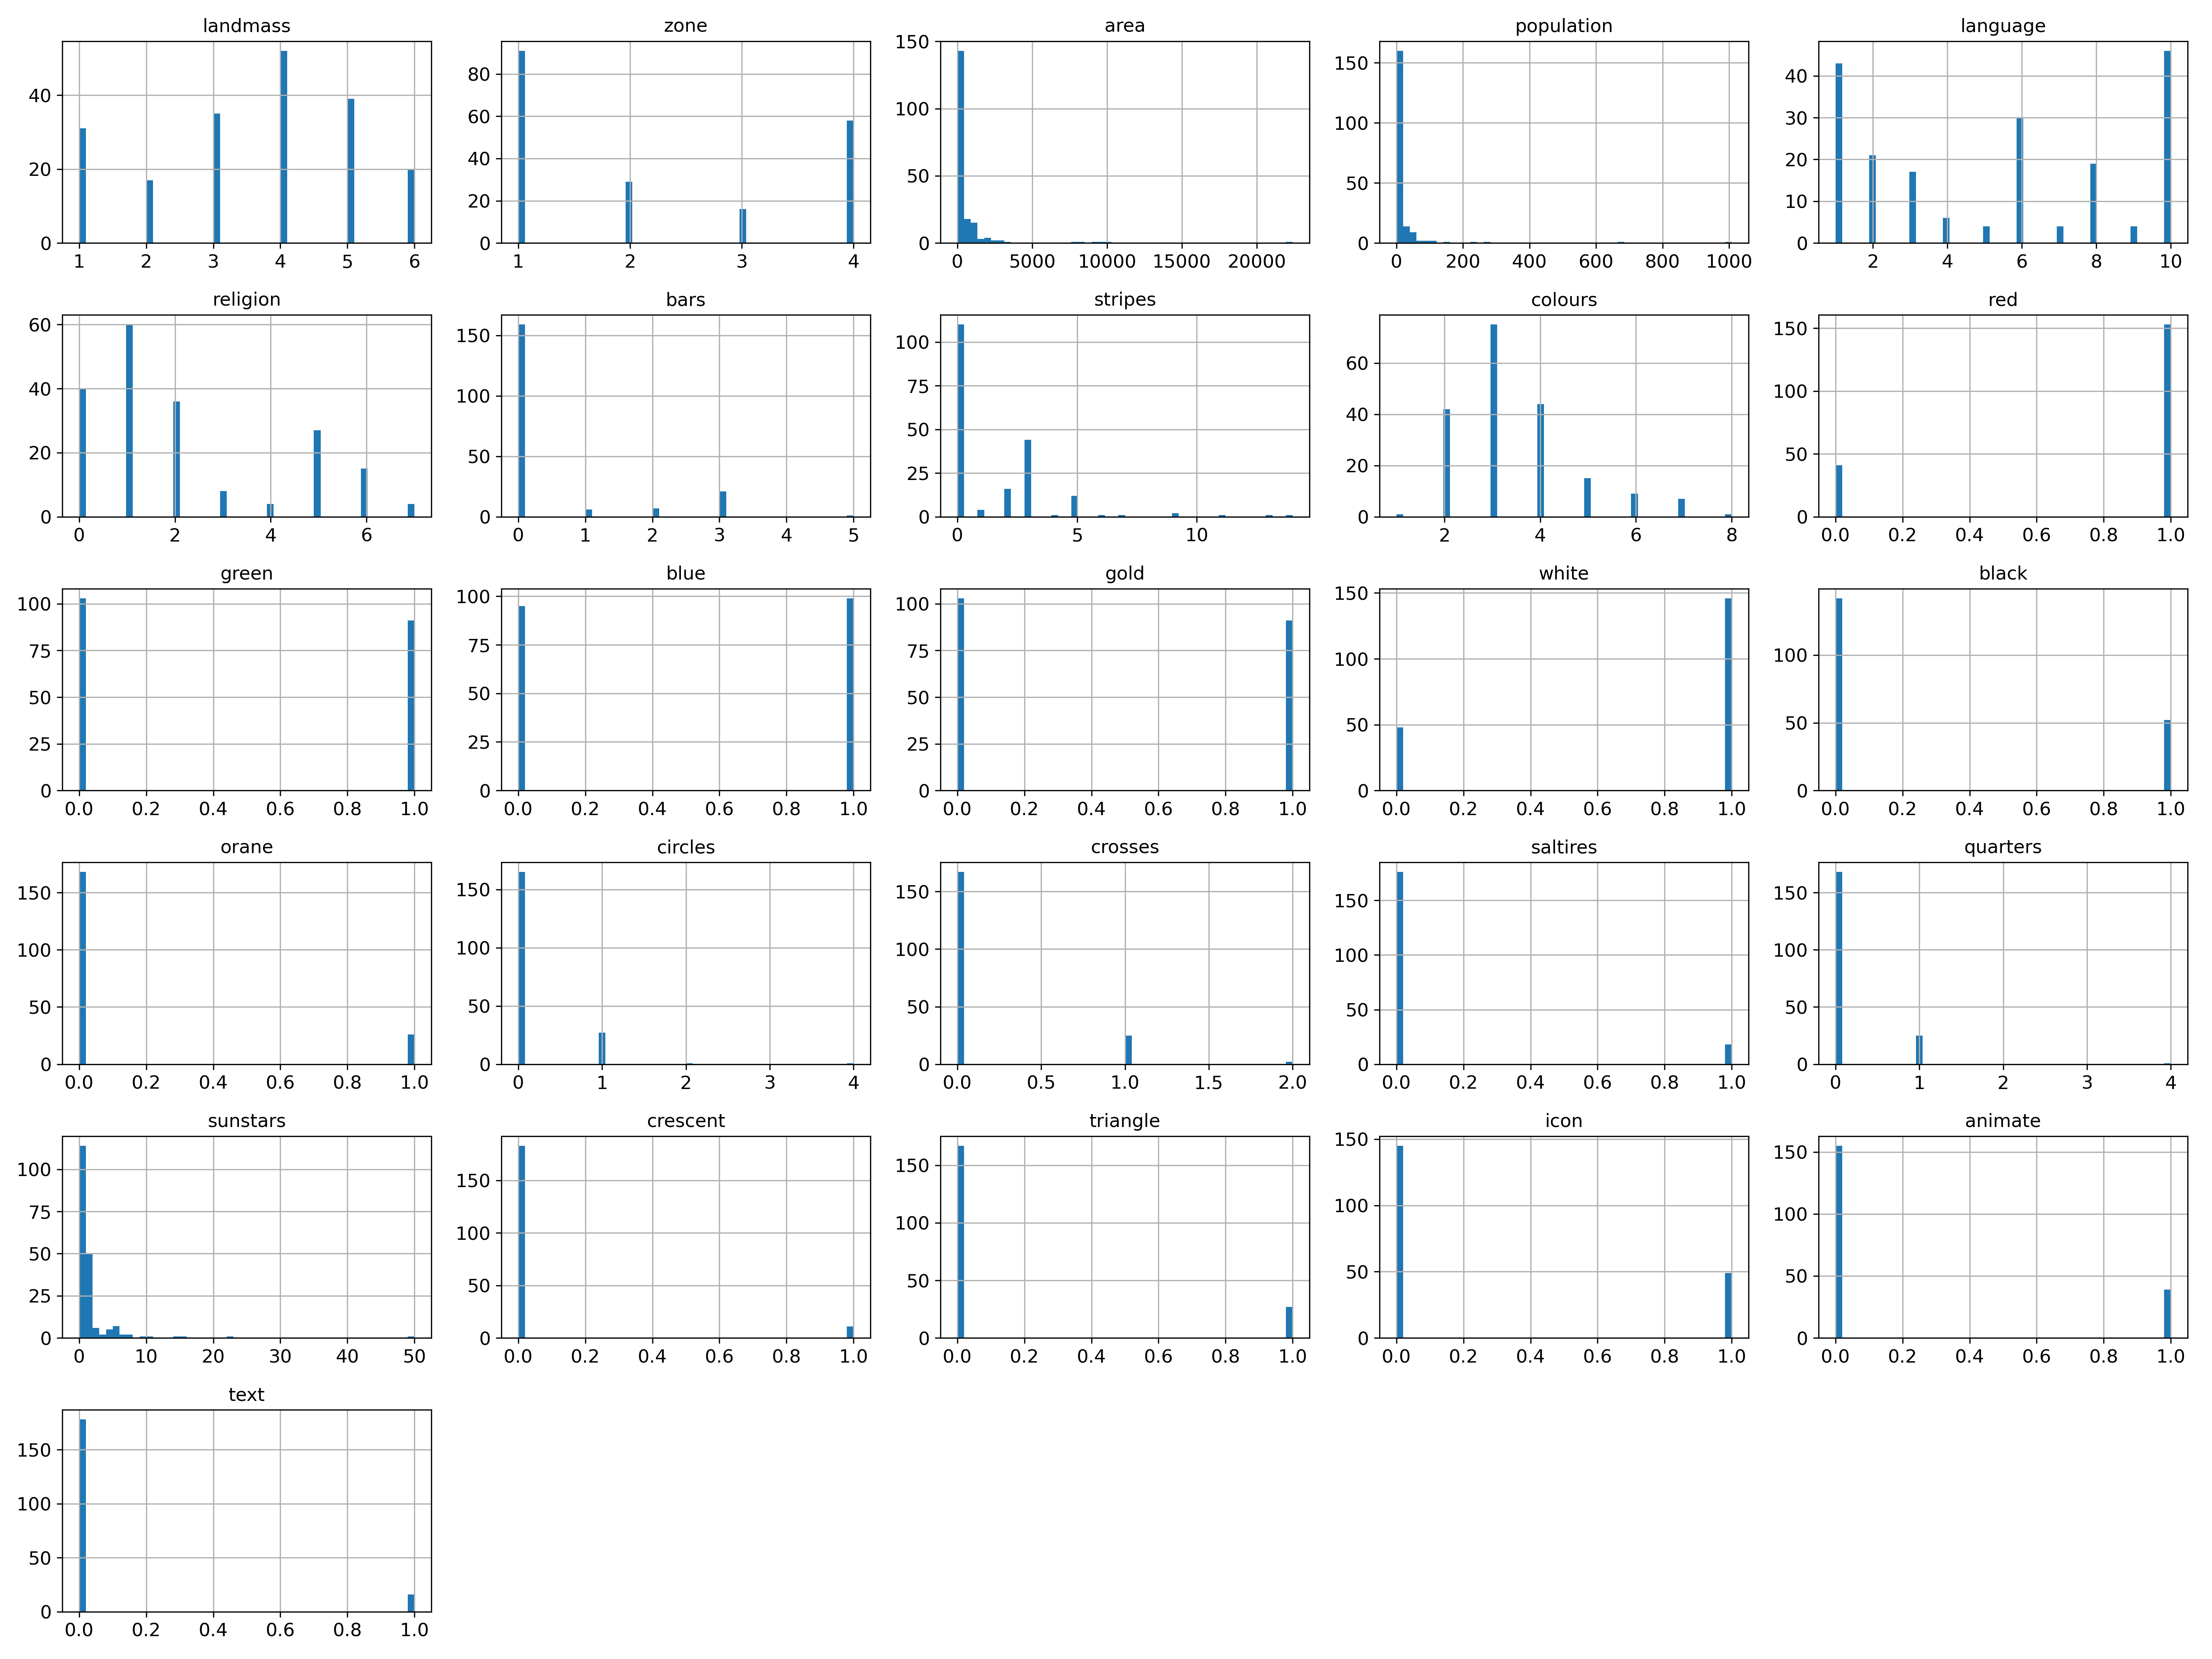 landmass zone area population language
40 20 0
1 2 3 4 5 6
80 60 40 20 0
1 2 3 4
150 100 50 0
0 5000 10000 15000 20000
150 100 50 0
0 200 400 600 800 1000
40 30 20 10 0
2 4 6 8 10
religion bars stripes colours red
60 40 20 0
0 2 4 6
150 100 50 0
0 1 2 3 4 5
100 75 50 25 0
0 5 10
60 40 20 0
2 4 6 8
150 100 50 0
0.0 0.2 0.4 0.6 0.8 1.0
green blue gold white black
100 75 50 25 0
0.0 0.2 0.4 0.6 0.8 1.0
100 75 50 25 0
0.0 0.2 0.4 0.6 0.8 1.0
100 75 50 25 0
0.0 0.2 0.4 0.6 0.8 1.0
150 100 50 0
0.0 0.2 0.4 0.6 0.8 1.0
100 50 0
0.0 0.2 0.4 0.6 0.8 1.0
orane circles crosses saltires quarters
150 100 50 0
0.0 0.2 0.4 0.6 0.8 1.0
150 100 50 0
0 1 2 3 4
150 100 50 0
0.0 0.5 1.0 1.5 2.0
150 100 50 0
0.0 0.2 0.4 0.6 0.8 1.0
150 100 50 0
0 1 2 3 4
sunstars crescent triangle icon animate
100 75 50 25 0
0 10 20 30 40 50
150 100 50 0
0.0 0.2 0.4 0.6 0.8 1.0
150 100 50 0
0.0 0.2 0.4 0.6 0.8 1.0
150 100 50 0
0.0 0.2 0.4 0.6 0.8 1.0
150 100 50 0
0.0 0.2 0.4 0.6 0.8 1.0
text
150 100 50 0
0.0 0.2 0.4 0.6 0.8 1.0